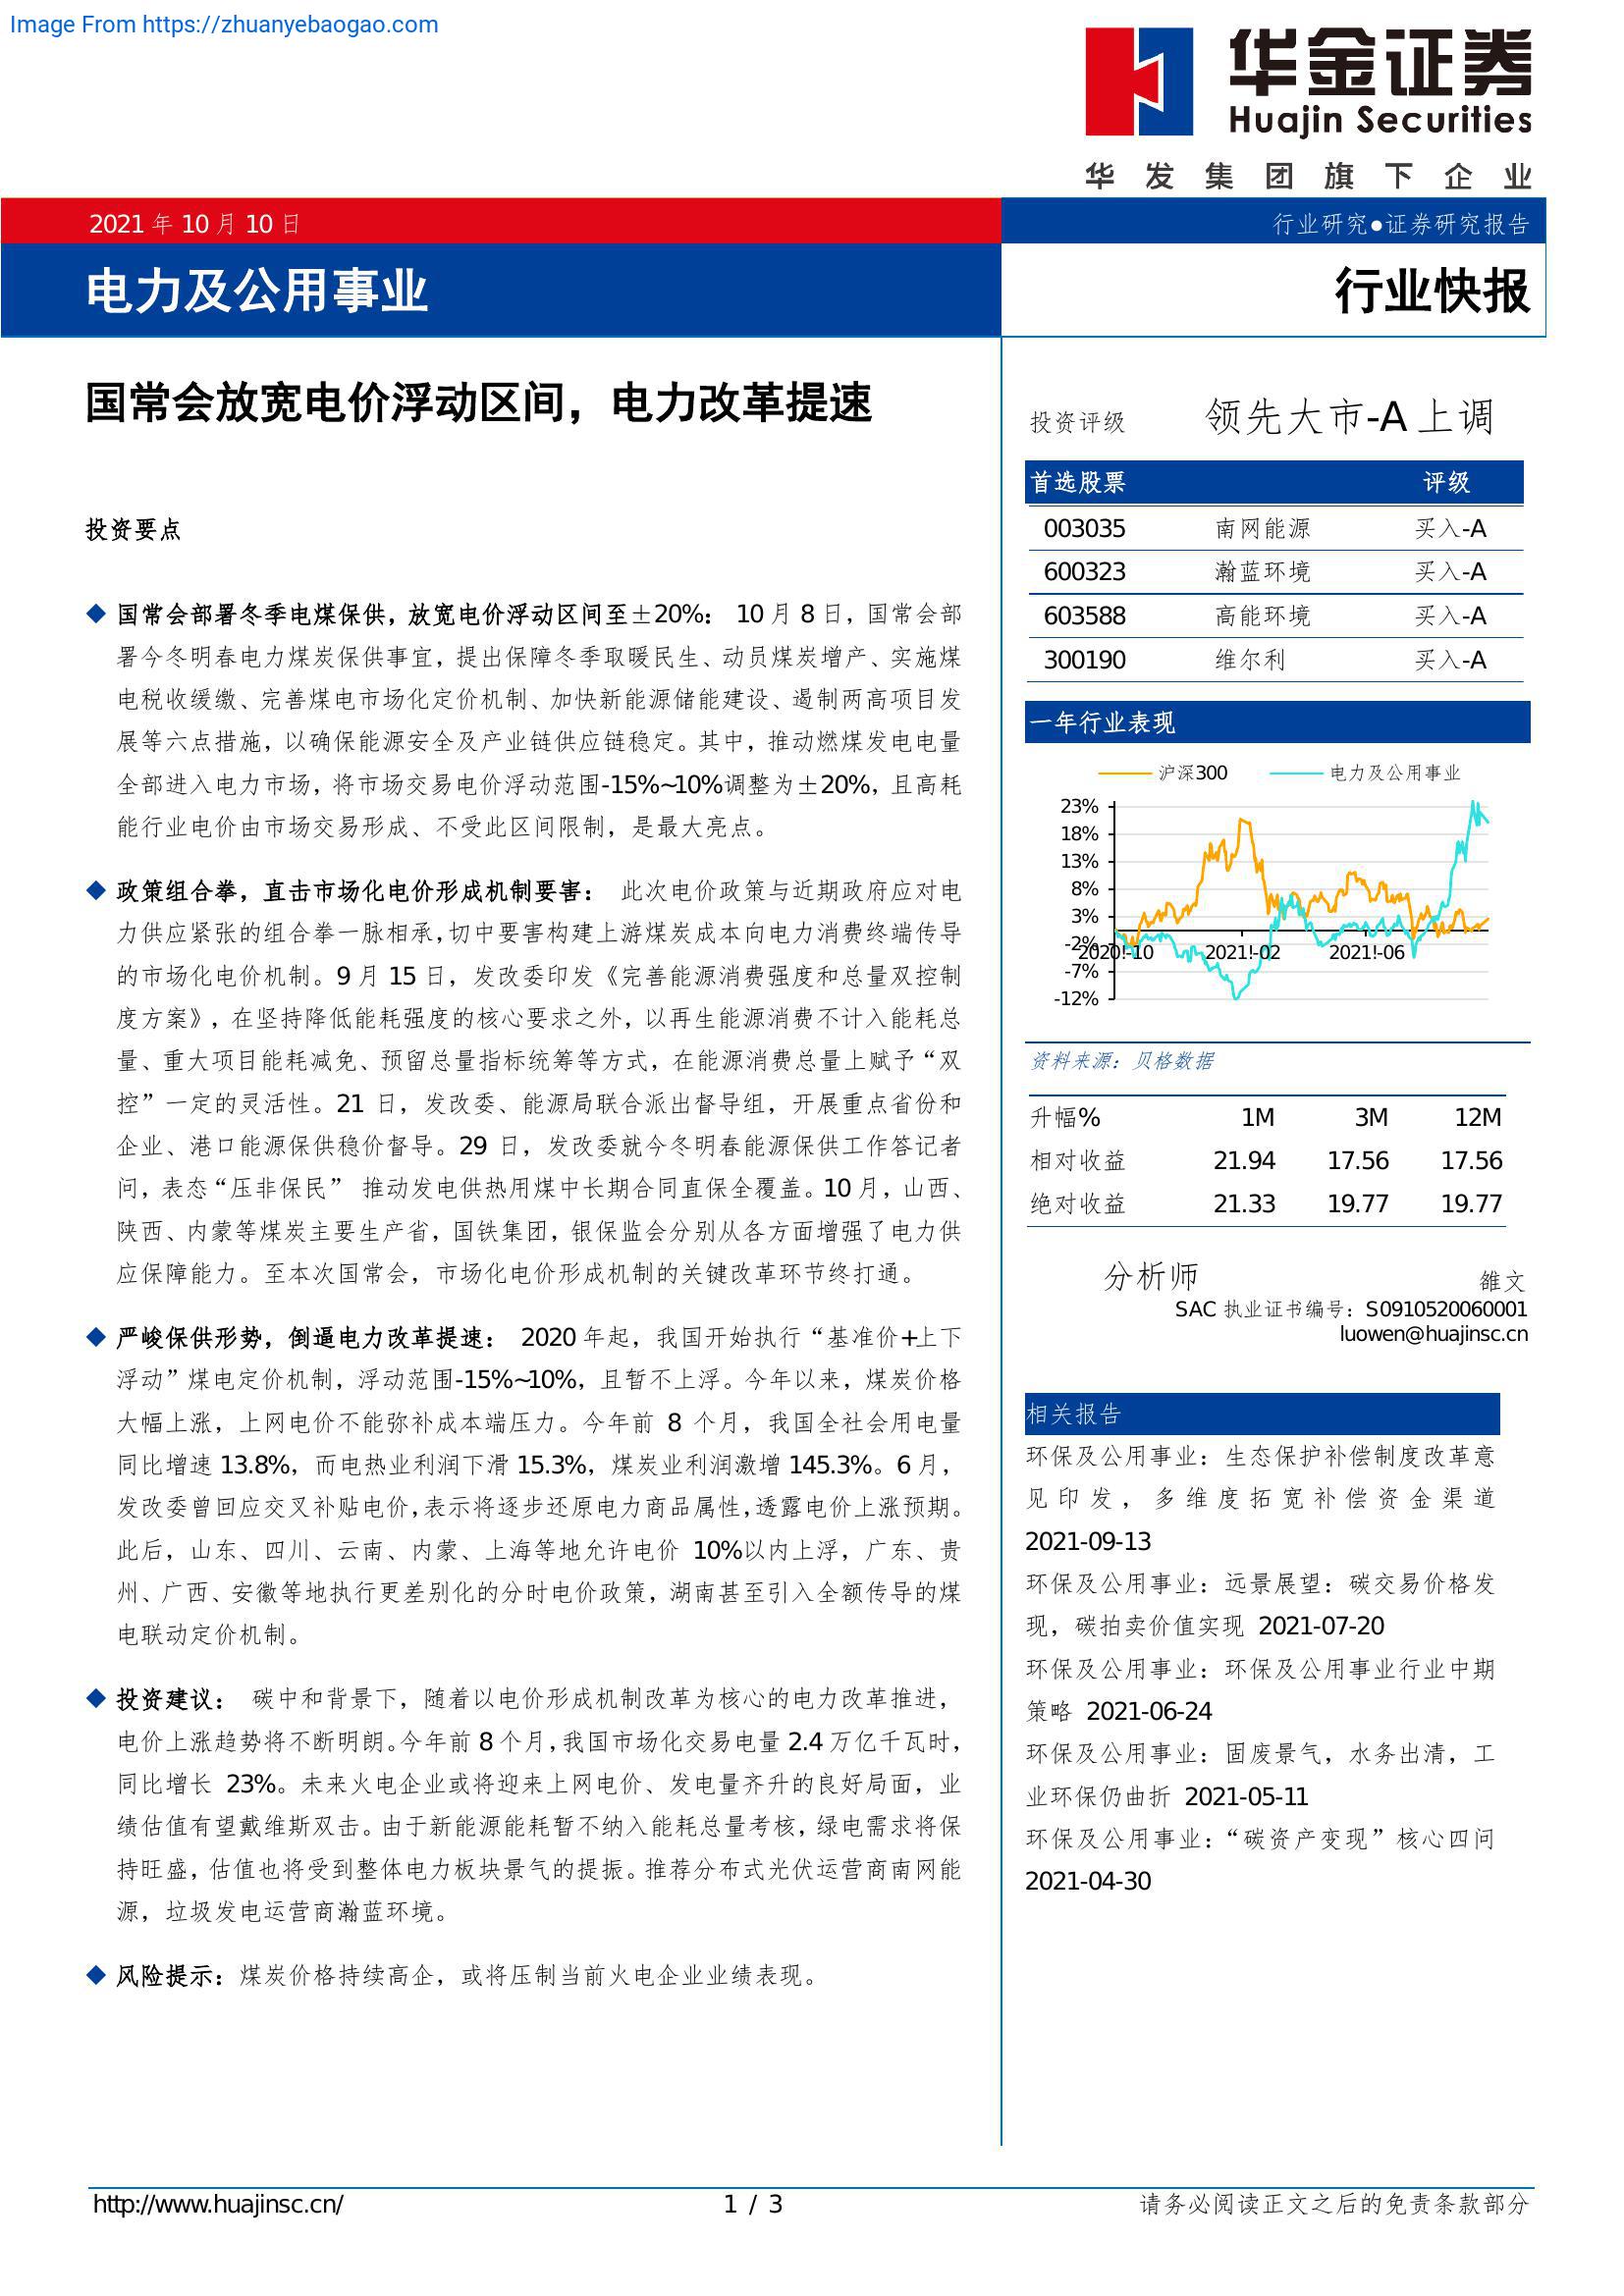 Image From https://zhuanyebaogao.com
华金证券
Huajin Securities
华发集团旗下企业
2021 年 10 月 10 日
行业研究●证券研究报告
电力及公用事业
行业快报
国常会放宽电价浮动区间，电力改革提速
投资要点
◆ 国常会部署冬季电煤保供，放宽电价浮动区间至±20%： 10 月 8 日，国常会部
署今冬明春电力煤炭保供事宜，提出保障冬季取暖民生、动员煤炭增产、实施煤
电税收缓缴、完善煤电市场化定价机制、加快新能源储能建设、遏制两高项目发
展等六点措施，以确保能源安全及产业链供应链稳定。其中，推动燃煤发电电量
全部进入电力市场，将市场交易电价浮动范围-15%~10%调整为±20%，且高耗
能行业电价由市场交易形成、不受此区间限制，是最大亮点。
◆ 政策组合拳，直击市场化电价形成机制要害： 此次电价政策与近期政府应对电
力供应紧张的组合拳一脉相承，切中要害构建上游煤炭成本向电力消费终端传导
的市场化电价机制。9 月 15 日，发改委印发《完善能源消费强度和总量双控制
度方案》，在坚持降低能耗强度的核心要求之外，以再生能源消费不计入能耗总
量、重大项目能耗减免、预留总量指标统筹等方式，在能源消费总量上赋予“双
控”一定的灵活性。21 日，发改委、能源局联合派出督导组，开展重点省份和
企业、港口能源保供稳价督导。29 日，发改委就今冬明春能源保供工作答记者
问，表态“压非保民” 推动发电供热用煤中长期合同直保全覆盖。10 月，山西、
陕西、内蒙等煤炭主要生产省，国铁集团，银保监会分别从各方面增强了电力供
应保障能力。至本次国常会，市场化电价形成机制的关键改革环节终打通。
◆ 严峻保供形势，倒逼电力改革提速： 2020 年起，我国开始执行“基准价+上下
浮动”煤电定价机制，浮动范围-15%~10%，且暂不上浮。今年以来，煤炭价格
大幅上涨，上网电价不能弥补成本端压力。今年前 8 个月，我国全社会用电量
同比增速 13.8%，而电热业利润下滑 15.3%，煤炭业利润激增 145.3%。6 月，
发改委曾回应交叉补贴电价，表示将逐步还原电力商品属性，透露电价上涨预期。
此后，山东、四川、云南、内蒙、上海等地允许电价 10%以内上浮，广东、贵
州、广西、安徽等地执行更差别化的分时电价政策，湖南甚至引入全额传导的煤
电联动定价机制。
◆ 投资建议： 碳中和背景下，随着以电价形成机制改革为核心的电力改革推进，
电价上涨趋势将不断明朗。今年前 8 个月，我国市场化交易电量 2.4 万亿千瓦时，
同比增长 23%。未来火电企业或将迎来上网电价、发电量齐升的良好局面，业
绩估值有望戴维斯双击。由于新能源能耗暂不纳入能耗总量考核，绿电需求将保
持旺盛，估值也将受到整体电力板块景气的提振。推荐分布式光伏运营商南网能
源，垃圾发电运营商瀚蓝环境。
◆ 风险提示：煤炭价格持续高企，或将压制当前火电企业业绩表现。
投资评级 领先大市-A 上调
首选股票 评级
003035 南网能源 买入-A
600323 瀚蓝环境 买入-A
603588 高能环境 买入-A
300190 维尔利 买入-A
一年行业表现
沪深300 电力及公用事业
23%
18%
13%
8%
3%
-2%
2020!-10 2021!-02 2021!-06
-7%
-12%
资料来源：贝格数据
升幅% 1M 3M 12M
相对收益 21.94 17.56 17.56
绝对收益 21.33 19.77 19.77
分析师 雒文
SAC 执业证书编号：S0910520060001
luowen@huajinsc.cn
相关报告
环保及公用事业：生态保护补偿制度改革意
见印发，多维度拓宽补偿资金渠道
2021-09-13
环保及公用事业：远景展望：碳交易价格发
现，碳拍卖价值实现 2021-07-20
环保及公用事业：环保及公用事业行业中期
策略 2021-06-24
环保及公用事业：固废景气，水务出清，工
业环保仍曲折 2021-05-11
环保及公用事业：“碳资产变现”核心四问
2021-04-30
http://www.huajinsc.cn/ 1 / 3 请务必阅读正文之后的免责条款部分